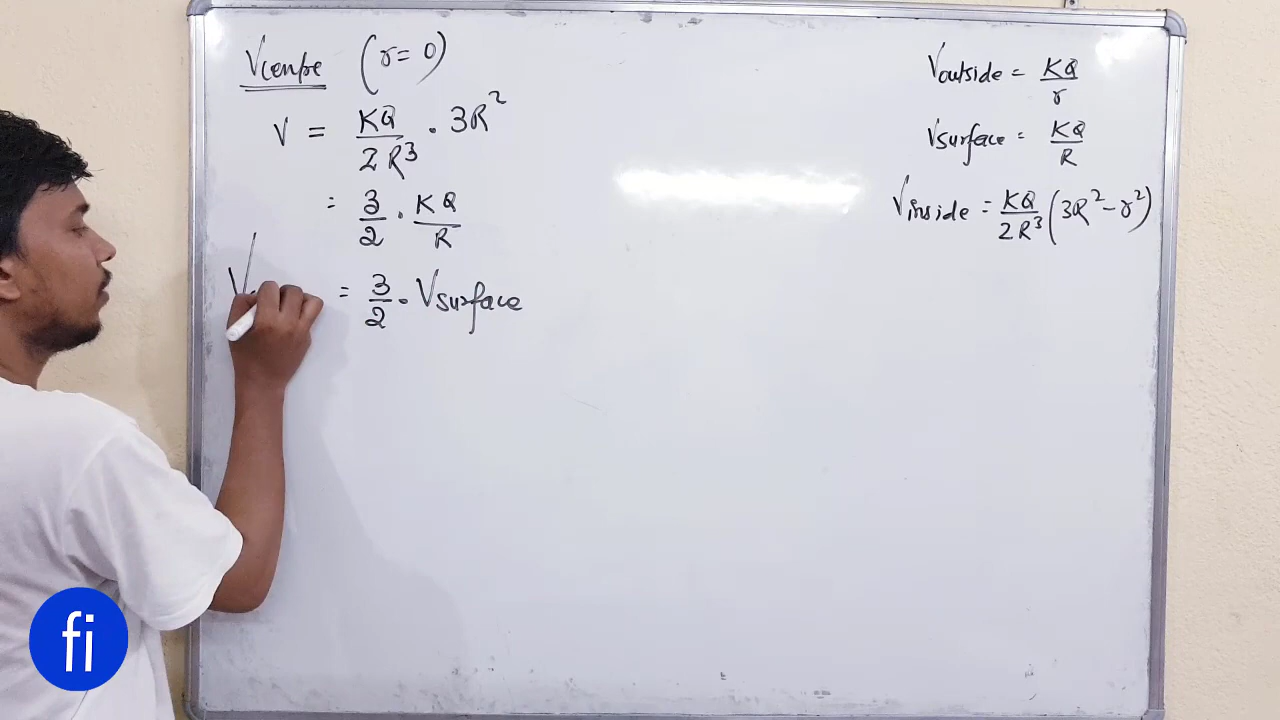 Vcentre (r=0)
V = KQ/2R³ · 3R²
= 3/2 · KQ/R
V = 3/2 · Vsurface
Voutside = KQ/r
Vsurface = KQ/R
Vinside = KQ/2R³ (3R² - r²)
fi